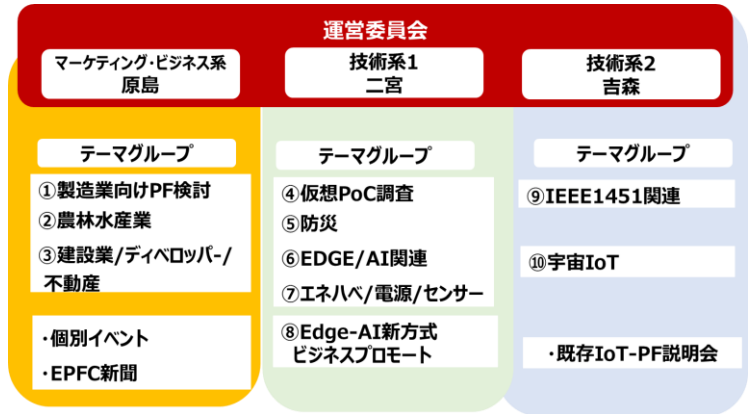 運営委員会
マーケティング・ビジネス系
原島
技術系1
二宮
技術系2
吉森
テーマグループ
①製造業向けPF検討
②農林水産業
③建設業/ディベロッパ-/
不動産
・個別イベント
・EPFC新聞
テーマグループ
④仮想PoC調査
⑤防災
⑥EDGE/AI関連
⑦エネハベ/電源/センサー
⑧Edge-AI新方式
ビジネスプロモート
テーマグループ
⑨IEEE1451関連
⑩宇宙IoT
・既存IoT-PF説明会